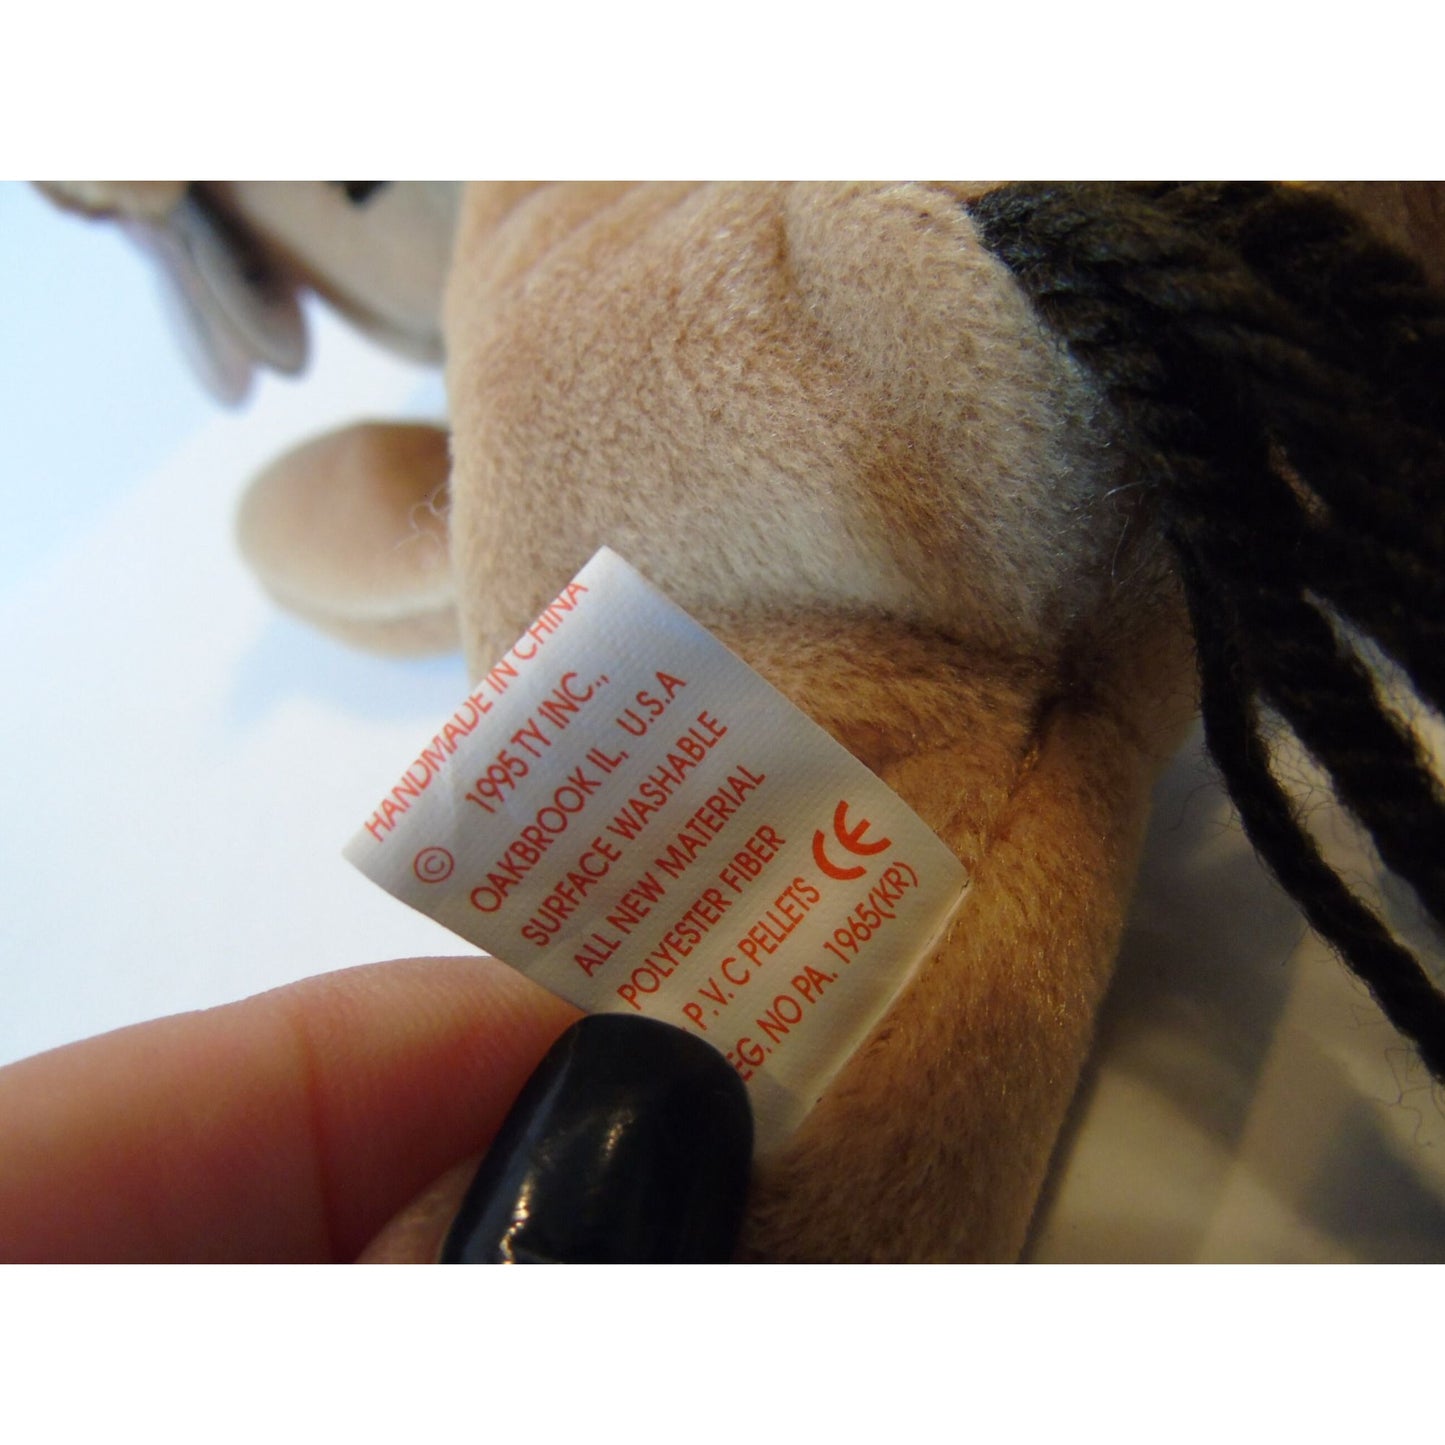 HANDMADE IN CHINA
© 1995 TY INC.,
OAKBROOK IL, U.S.A
SURFACE WASHABLE
ALL NEW MATERIAL
POLYESTER FIBER
P.V.C PELLETS CE
EG. NO PA. 1965(KR)